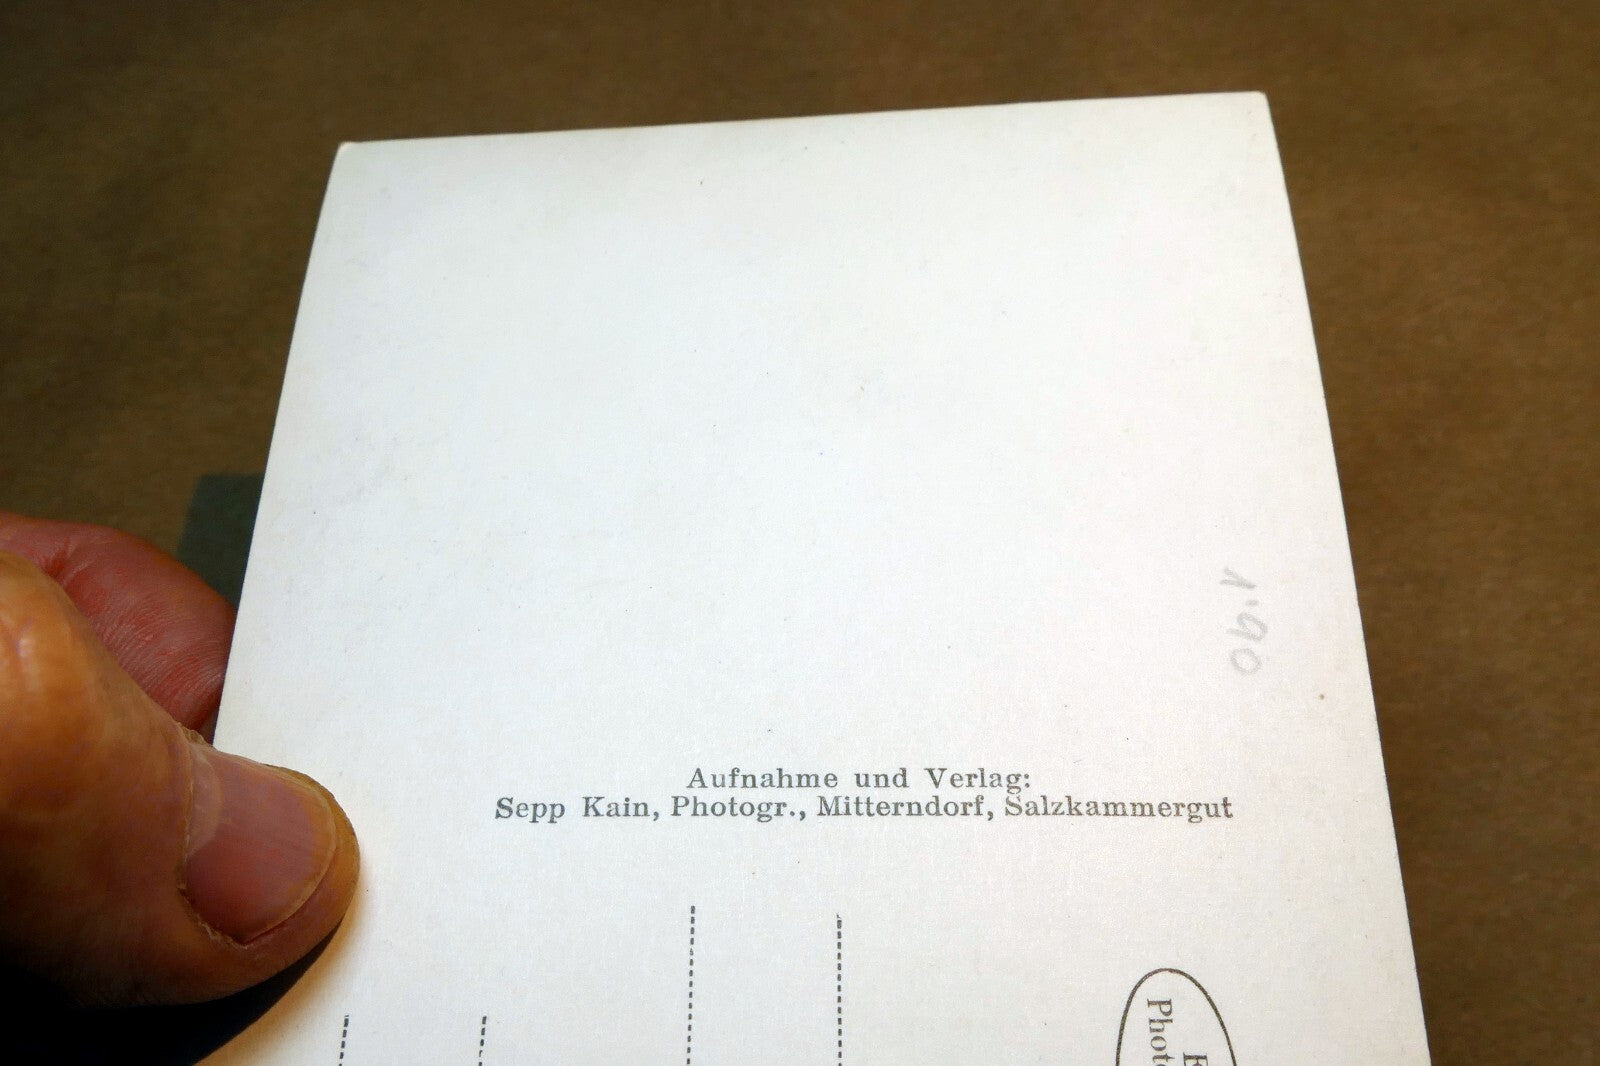 1.90
Aufnahme und Verlag:
Sepp Kain, Photogr., Mitterndorf, Salzkammergut